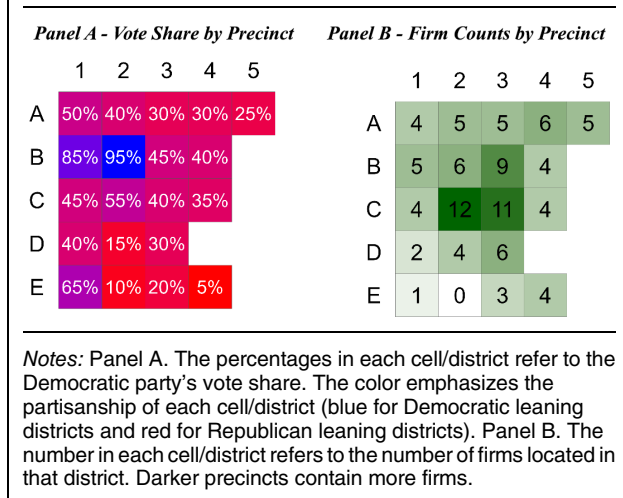 Panel A - Vote Share by Precinct
1 2 3 4 5
A 50% 40% 30% 30% 25%
B 85% 95% 45% 40%
C 45% 55% 40% 35%
D 40% 15% 30%
E 65% 10% 20% 5%
Panel B - Firm Counts by Precinct
1 2 3 4 5
A 4 5 5 6 5
B 5 6 9 4
C 4 12 11 4
D 2 4 6
E 1 0 3 4
Notes: Panel A. The percentages in each cell/district refer to the
Democratic party's vote share. The color emphasizes the
partisanship of each cell/district (blue for Democratic leaning
districts and red for Republican leaning districts). Panel B. The
number in each cell/district refers to the number of firms located in
that district. Darker precincts contain more firms.